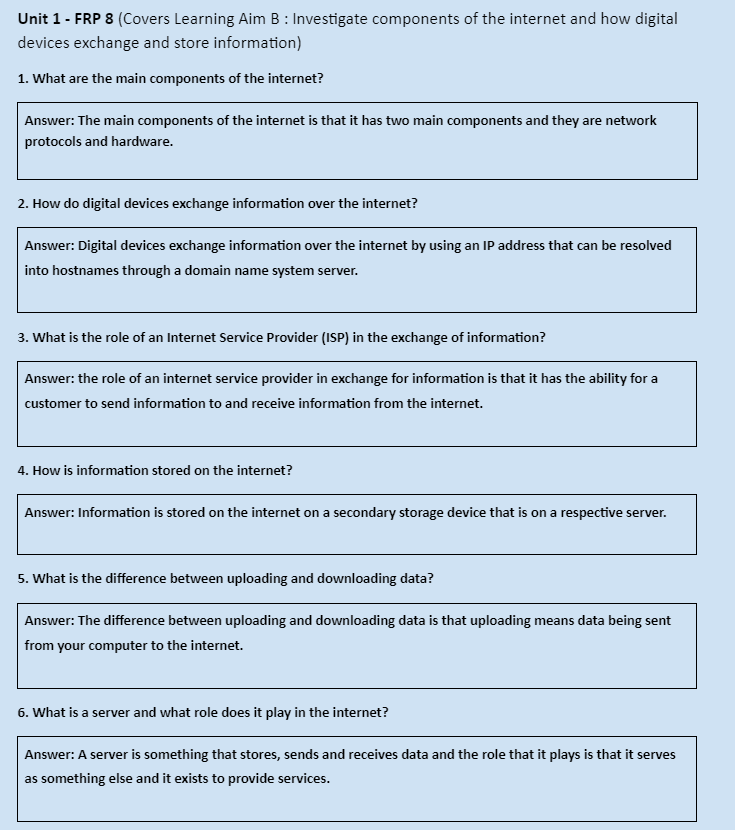 Unit 1 - FRP 8 (Covers Learning Aim B : Investigate components of the internet and how digital
devices exchange and store information)
1. What are the main components of the internet?
Answer: The main components of the internet is that it has two main components and they are network
protocols and hardware.
2. How do digital devices exchange information over the internet?
Answer: Digital devices exchange information over the internet by using an IP address that can be resolved
into hostnames through a domain name system server.
3. What is the role of an Internet Service Provider (ISP) in the exchange of information?
Answer: the role of an internet service provider in exchange for information is that it has the ability for a
customer to send information to and receive information from the internet.
4. How is information stored on the internet?
Answer: Information is stored on the internet on a secondary storage device that is on a respective server.
5. What is the difference between uploading and downloading data?
Answer: The difference between uploading and downloading data is that uploading means data being sent
from your computer to the internet.
6. What is a server and what role does it play in the internet?
Answer: A server is something that stores, sends and receives data and the role that it plays is that it serves
as something else and it exists to provide services.